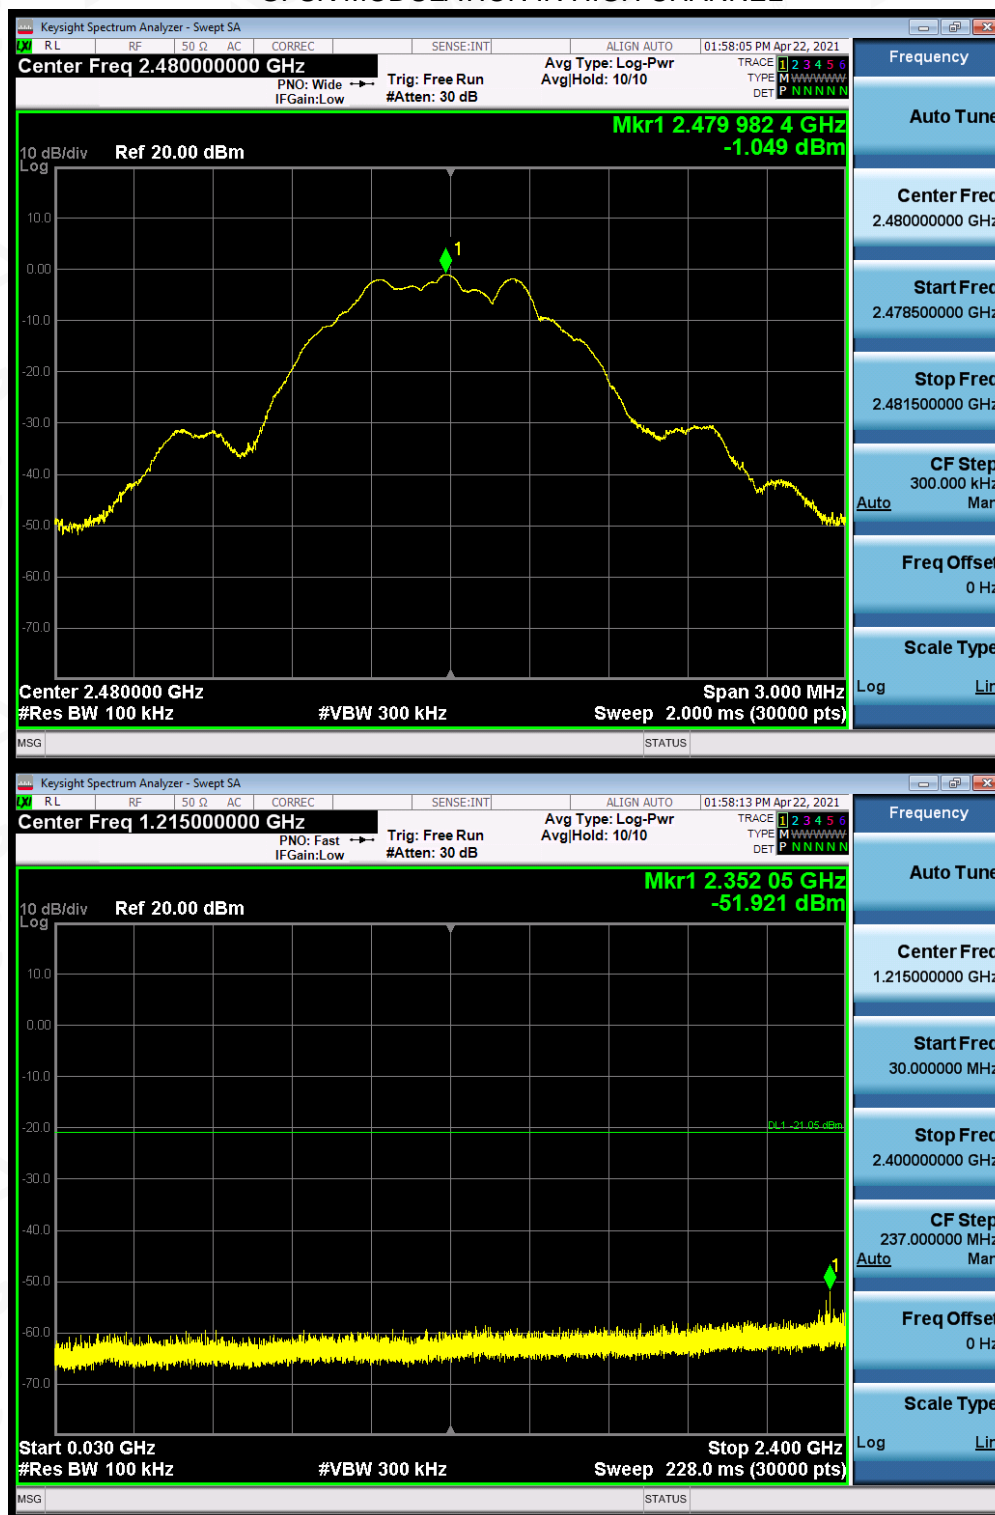 GFSK MODULATION IN HIGH CHANNEL
Keysight Spectrum Analyzer - Swept SA
LXI RL RF 50 Ω AC CORREC SENSE:INT ALIGN AUTO 01:58:05 PM Apr 22, 2021
Center Freq 2.480000000 GHz
PNO: Wide
IFGain:Low
Trig: Free Run
#Atten: 30 dB
Avg Type: Log-Pwr
Avg|Hold: 10/10
TRACE 1 2 3 4 5 6
TYPE M WWWWW
DET P N N N N N
Mkr1 2.479 982 4 GHz
-1.049 dBm
10 dB/div Ref 20.00 dBm
Log
10.0
0.00
-10.0
-20.0
-30.0
-40.0
-50.0
-60.0
-70.0
1
Center 2.480000 GHz Span 3.000 MHz
#Res BW 100 kHz #VBW 300 kHz Sweep 2.000 ms (30000 pts)
MSG STATUS
Frequency
Auto Tune
Center Freq
2.480000000 GHz
Start Freq
2.478500000 GHz
Stop Freq
2.481500000 GHz
CF Step
300.000 kHz
Auto Man
Freq Offset
0 Hz
Scale Type
Log Lin
Keysight Spectrum Analyzer - Swept SA
LXI RL RF 50 Ω AC CORREC SENSE:INT ALIGN AUTO 01:58:13 PM Apr 22, 2021
Center Freq 1.215000000 GHz
PNO: Fast
IFGain:Low
Trig: Free Run
#Atten: 30 dB
Avg Type: Log-Pwr
Avg|Hold: 10/10
TRACE 1 2 3 4 5 6
TYPE M WWWWW
DET P N N N N N
Mkr1 2.352 05 GHz
-51.921 dBm
10 dB/div Ref 20.00 dBm
Log
10.0
0.00
-10.0
-20.0
-30.0
-40.0
-50.0
-60.0
-70.0
DL1 -21.05 dBm
1
Start 0.030 GHz Stop 2.400 GHz
#Res BW 100 kHz #VBW 300 kHz Sweep 228.0 ms (30000 pts)
MSG STATUS
Frequency
Auto Tune
Center Freq
1.215000000 GHz
Start Freq
30.000000 MHz
Stop Freq
2.400000000 GHz
CF Step
237.000000 MHz
Auto Man
Freq Offset
0 Hz
Scale Type
Log Lin